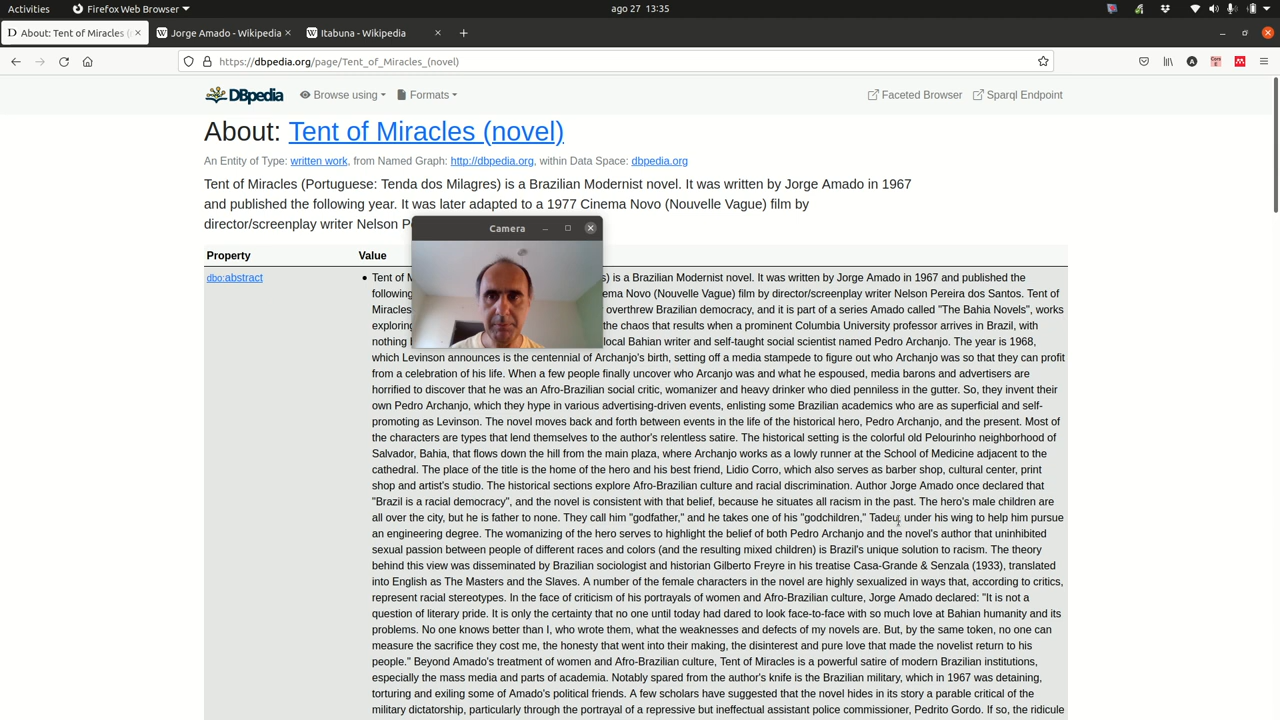 Activities Firefox Web Browser ago 27 13:35
About: Tent of Miracles ( Jorge Amado - Wikipedia Itabuna - Wikipedia
https://dbpedia.org/page/Tent_of_Miracles_(novel)
DBpedia Browse using Formats Faceted Browser Sparql Endpoint
About: Tent of Miracles (novel)
An Entity of Type: written work, from Named Graph: http://dbpedia.org, within Data Space: dbpedia.org
Tent of Miracles (Portuguese: Tenda dos Milagres) is a Brazilian Modernist novel. It was written by Jorge Amado in 1967
and published the following year. It was later adapted to a 1977 Cinema Novo (Nouvelle Vague) film by
director/screenplay writer Nelson
Camera
Property Value
dbo:abstract
Tent of is a Brazilian Modernist novel. It was written by Jorge Amado in 1967 and published the
following Novo (Nouvelle Vague) film by director/screenplay writer Nelson Pereira dos Santos. Tent of
Miracles overthrew Brazilian democracy, and it is part of a series Amado called "The Bahia Novels", works
exploring the chaos that results when a prominent Columbia University professor arrives in Brazil, with
nothing local Bahian writer and self-taught social scientist named Pedro Archanjo. The year is 1968,
which Levinson announces is the centennial of Archanjo's birth, setting off a media stampede to figure out who Archanjo was so that they can profit
from a celebration of his life. When a few people finally uncover who Arcanjo was and what he espoused, media barons and advertisers are
horrified to discover that he was an Afro-Brazilian social critic, womanizer and heavy drinker who died penniless in the gutter. So, they invent their
own Pedro Archanjo, which they hype in various advertising-driven events, enlisting some Brazilian academics who are as superficial and self-
promoting as Levinson. The novel moves back and forth between events in the life of the historical hero, Pedro Archanjo, and the present. Most of
the characters are types that lend themselves to the author's relentless satire. The historical setting is the colorful old Pelourinho neighborhood of
Salvador, Bahia, that flows down the hill from the main plaza, where Archanjo works as a lowly runner at the School of Medicine adjacent to the
cathedral. The place of the title is the home of the hero and his best friend, Lidio Corro, which also serves as barber shop, cultural center, print
shop and artist's studio. The historical sections explore Afro-Brazilian culture and racial discrimination. Author Jorge Amado once declared that
"Brazil is a racial democracy", and the novel is consistent with that belief, because he situates all racism in the past. The hero's male children are
all over the city, but he is father to none. They call him "godfather," and he takes one of his "godchildren," Tadeu, under his wing to help him pursue
an engineering degree. The womanizing of the hero serves to highlight the belief of both Pedro Archanjo and the novel's author that uninhibited
sexual passion between people of different races and colors (and the resulting mixed children) is Brazil's unique solution to racism. The theory
behind this view was disseminated by Brazilian sociologist and historian Gilberto Freyre in his treatise Casa-Grande & Senzala (1933), translated
into English as The Masters and the Slaves. A number of the female characters in the novel are highly sexualized in ways that, according to critics,
represent racial stereotypes. In the face of criticism of his portrayals of women and Afro-Brazilian culture, Jorge Amado declared: "It is not a
question of literary pride. It is only the certainty that no one until today had dared to look face-to-face with so much love at Bahian humanity and its
problems. No one knows better than I, who wrote them, what the weaknesses and defects of my novels are. But, by the same token, no one can
measure the sacrifice they cost me, the honesty that went into their making, the disinterest and pure love that made the novelist return to his
people." Beyond Amado's treatment of women and Afro-Brazilian culture, Tent of Miracles is a powerful satire of modern Brazilian institutions,
especially the mass media and parts of academia. Notably spared from the author's knife is the Brazilian military, which in 1967 was detaining,
torturing and exiling some of Amado's political friends. A few scholars have suggested that the novel hides in its story a parable critical of the
military dictatorship, particularly through the portrayal of a repressive but ineffectual assistant police commissioner, Pedrito Gordo. If so, the ridicule